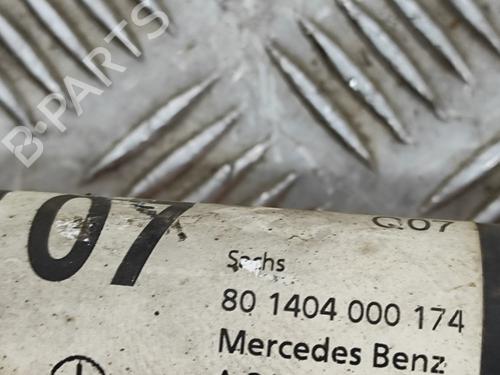 B-PARTS
07
Q07
Sachs
80 1404 000 174
Mercedes Benz